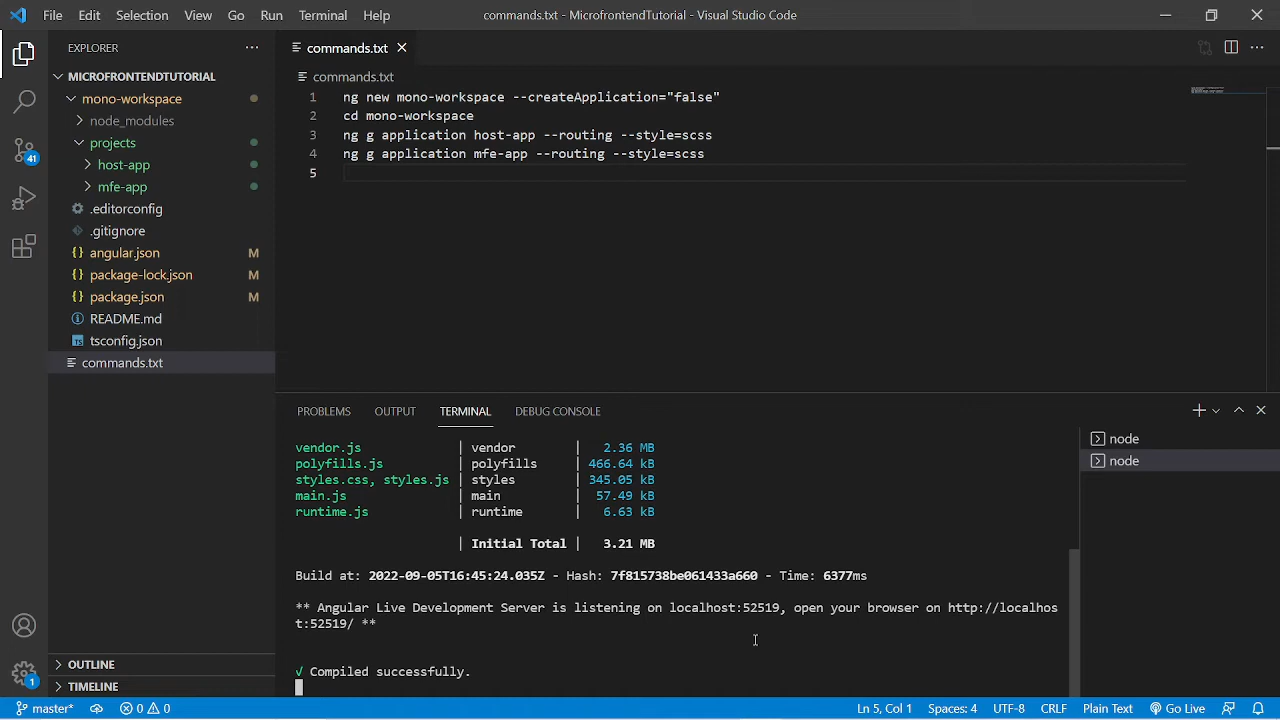 File Edit Selection View Go Run Terminal Help commands.txt - MicrofrontendTutorial - Visual Studio Code
EXPLORER
MICROFRONTENDTUTORIAL
mono-workspace
node_modules
projects
host-app
mfe-app
.editorconfig
.gitignore
angular.json M
package-lock.json M
package.json M
README.md
TS tsconfig.json
commands.txt
OUTLINE
TIMELINE
41
1
commands.txt
commands.txt
1 ng new mono-workspace --createApplication="false"
2 cd mono-workspace
3 ng g application host-app --routing --style=scss
4 ng g application mfe-app --routing --style=scss
5
PROBLEMS OUTPUT TERMINAL DEBUG CONSOLE
vendor.js | vendor | 2.36 MB
polyfills.js | polyfills | 466.64 kB
styles.css, styles.js | styles | 345.05 kB
main.js | main | 57.49 kB
runtime.js | runtime | 6.63 kB
| Initial Total | 3.21 MB
Build at: 2022-09-05T16:45:24.035Z - Hash: 7f815738be061433a660 - Time: 6377ms
** Angular Live Development Server is listening on localhost:52519, open your browser on http://localhos
t:52519/ **
√ Compiled successfully.
node
node
master* 0 0 Ln 5, Col 1 Spaces: 4 UTF-8 CRLF Plain Text Go Live